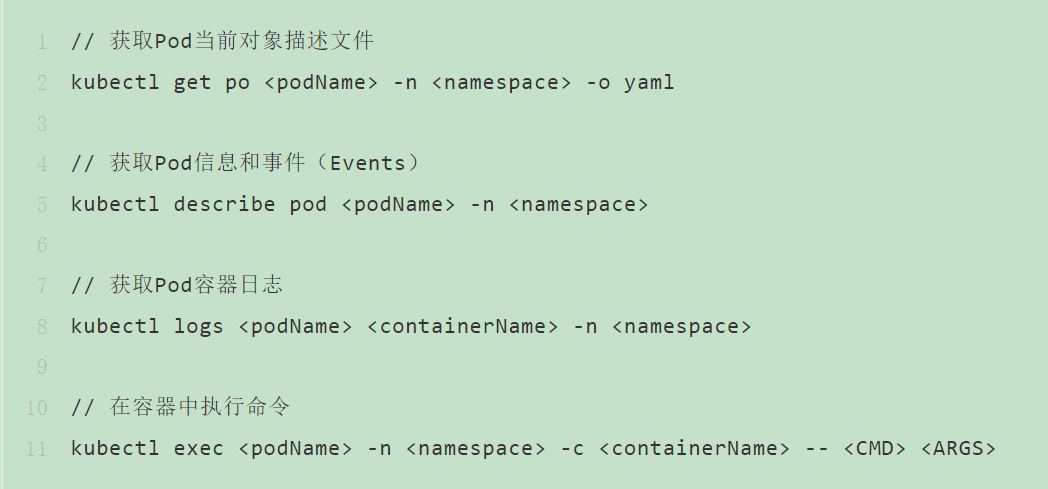 1 // 获取Pod当前对象描述文件
2 kubectl get po <podName> -n <namespace> -o yaml
3
4 // 获取Pod信息和事件（Events）
5 kubectl describe pod <podName> -n <namespace>
6
7 // 获取Pod容器日志
8 kubectl logs <podName> <containerName> -n <namespace>
9
10 // 在容器中执行命令
11 kubectl exec <podName> -n <namespace> -c <containerName> -- <CMD> <ARGS>